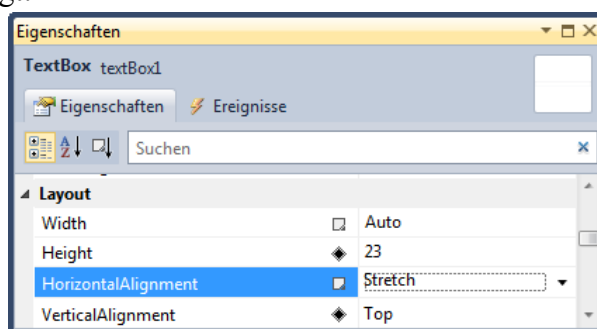 Eigenschaften
TextBox textBox1
Eigenschaften Ereignisse
Suchen
Layout
Width Auto
Height 23
HorizontalAlignment Stretch
VerticalAlignment Top